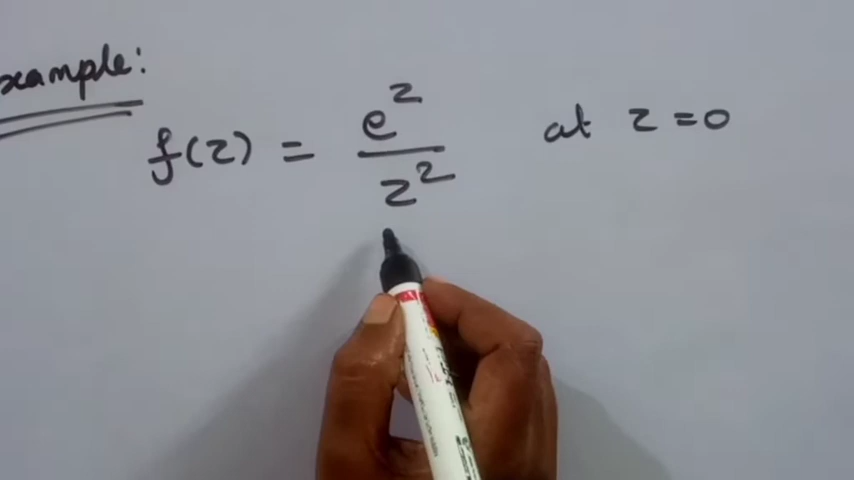 xample:
f(z) = e^z / z^2 at z = 0